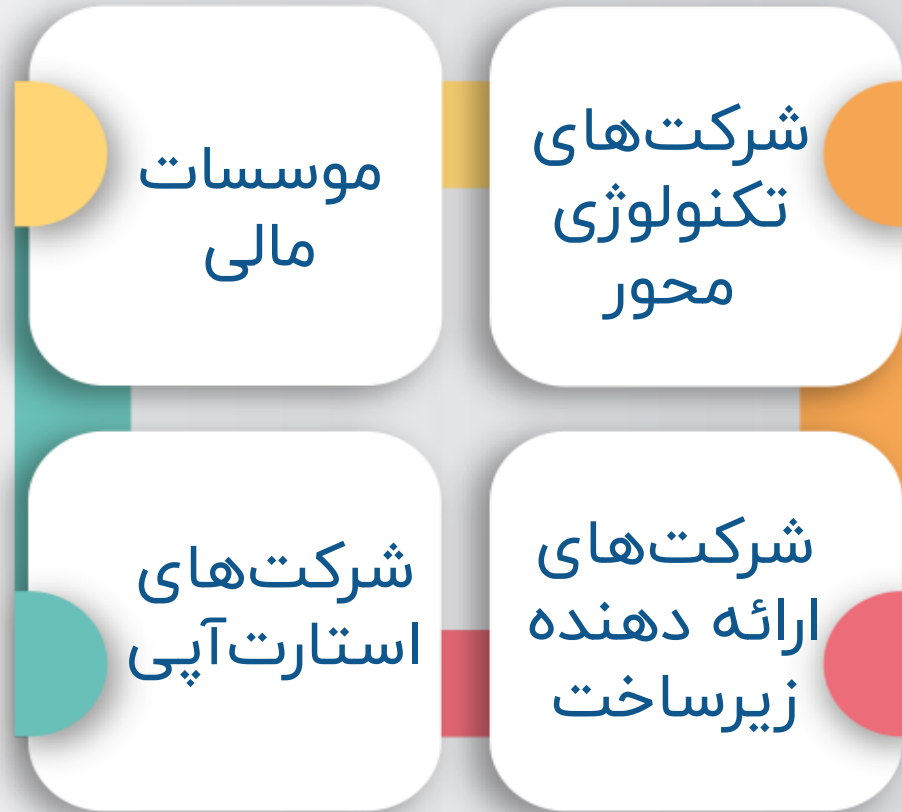 شرکت‌های
تکنولوژی
محور
موسسات
مالی
شرکت‌های
ارائه دهنده
زیرساخت
شرکت‌های
استارت‌آپی